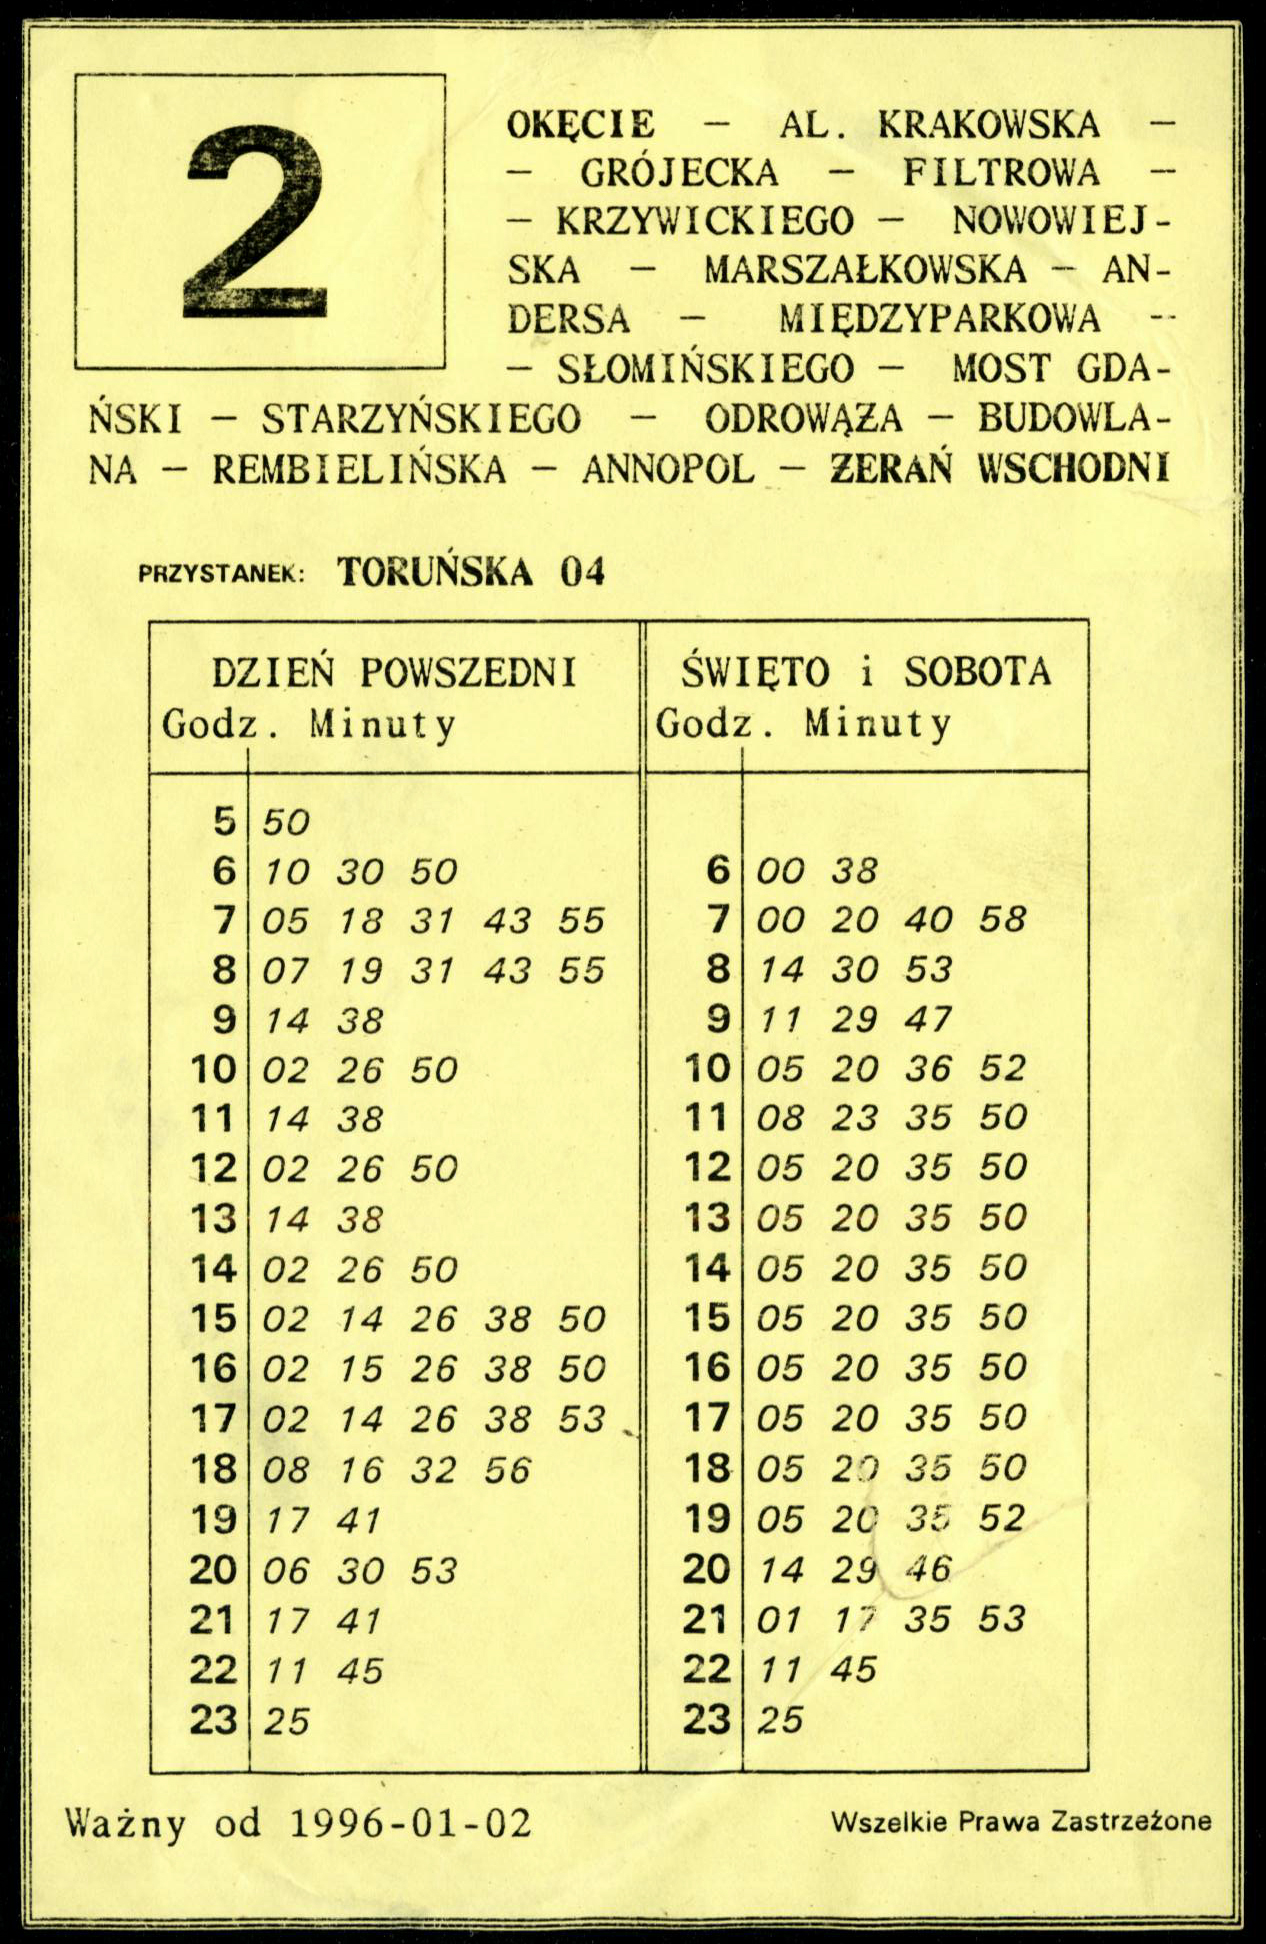 2
OKĘCIE — AL. KRAKOWSKA —
— GRÓJECKA — FILTROWA —
— KRZYWICKIEGO — NOWOWIEJ-
SKA — MARSZAŁKOWSKA — AN-
DERSA — MIĘDZYPARKOWA —
— SŁOMIŃSKIEGO — MOST GDA-
ŃSKI — STARZYŃSKIEGO — ODROWĄŻA — BUDOWLA-
NA — REMBIELIŃSKA — ANNOPOL — ŻERAŃ WSCHODNI
PRZYSTANEK: TORUŃSKA 04
DZIEŃ POWSZEDNI ŚWIĘTO i SOBOTA
Godz. Minuty Godz. Minuty
5 50
6 10 30 50 6 00 38
7 05 18 31 43 55 7 00 20 40 58
8 07 19 31 43 55 8 14 30 53
9 14 38 9 11 29 47
10 02 26 50 10 05 20 36 52
11 14 38 11 08 23 35 50
12 02 26 50 12 05 20 35 50
13 14 38 13 05 20 35 50
14 02 26 50 14 05 20 35 50
15 02 14 26 38 50 15 05 20 35 50
16 02 15 26 38 50 16 05 20 35 50
17 02 14 26 38 53 17 05 20 35 50
18 08 16 32 56 18 05 20 35 50
19 17 41 19 05 20 35 52
20 06 30 53 20 14 29 46
21 17 41 21 01 17 35 53
22 11 45 22 11 45
23 25 23 25
Ważny od 1996-01-02 Wszelkie Prawa Zastrzeżone